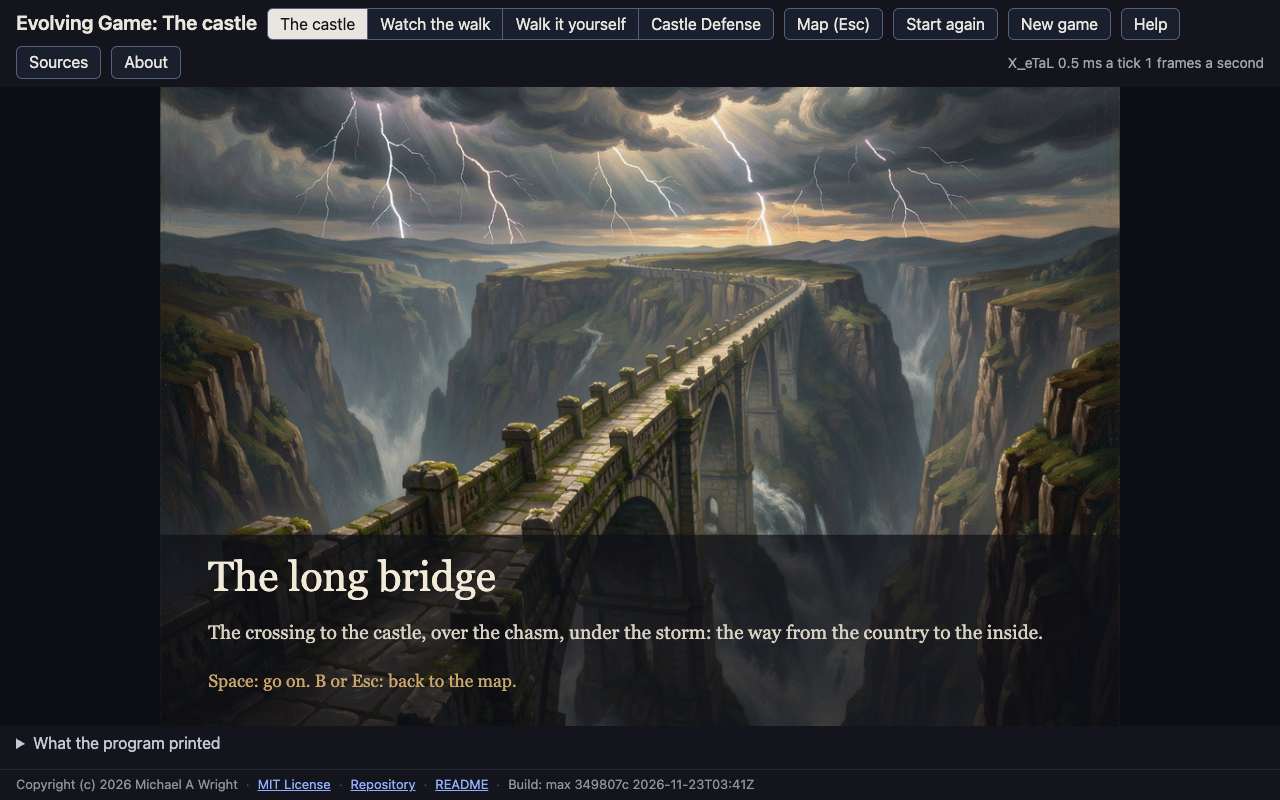 Evolving Game: The castle
The castle
Watch the walk
Walk it yourself
Castle Defense
Map (Esc)
Start again
New game
Help
Sources
About
X_eTaL 0.5 ms a tick 1 frames a second
The long bridge
The crossing to the castle, over the chasm, under the storm: the way from the country to the inside.
Space: go on. B or Esc: back to the map.
What the program printed
Copyright (c) 2026 Michael A Wright · MIT License · Repository · README · Build: max 349807c 2026-11-23T03:41Z